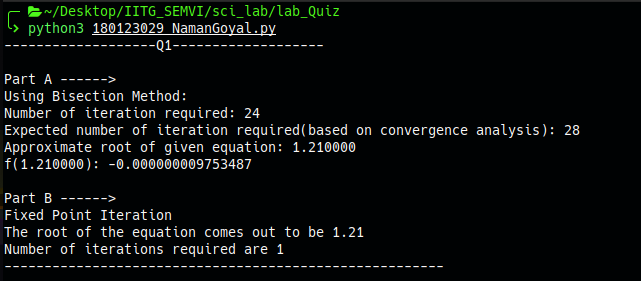 ~/Desktop/IITG_SEMVI/sci_lab/lab_Quiz
python3 180123029_NamanGoyal.py
-------------------Q1-------------------
Part A ------>
Using Bisection Method:
Number of iteration required: 24
Expected number of iteration required(based on convergence analysis): 28
Approximate root of given equation: 1.210000
f(1.210000): -0.000000009753487
Part B ------>
Fixed Point Iteration
The root of the equation comes out to be 1.21
Number of iterations required are 1
-------------------------------------------------------